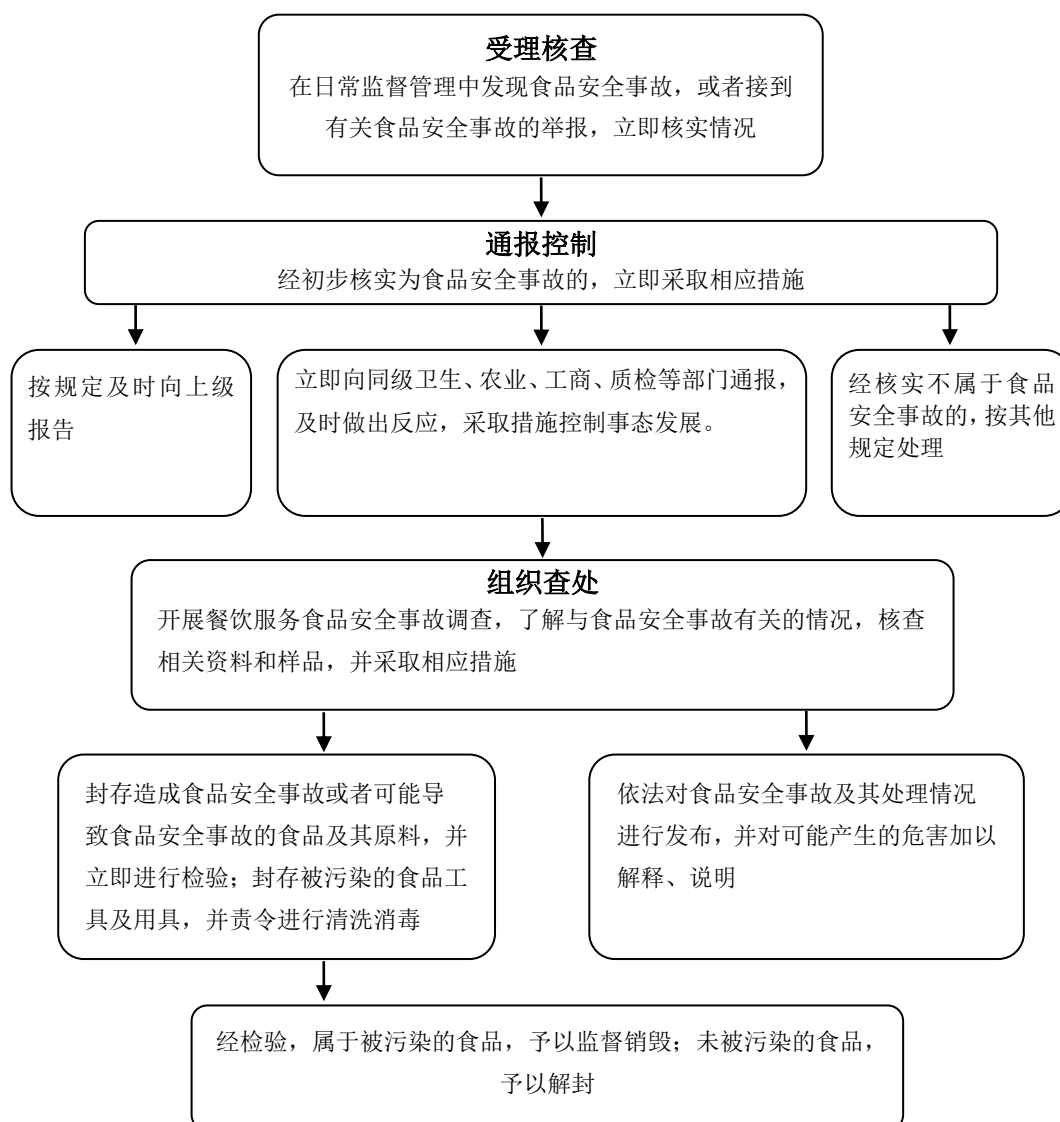 受理核查
在日常监督管理中发现食品安全事故，或者接到
有关食品安全事故的举报，立即核实情况
通报控制
经初步核实为食品安全事故的，立即采取相应措施
按规定及时向上级
报告
立即向同级卫生、农业、工商、质检等部门通报，
及时做出反应，采取措施控制事态发展。
经核实不属于食品
安全事故的，按其他
规定处理
组织查处
开展餐饮服务食品安全事故调查，了解与食品安全事故有关的情况，核查
相关资料和样品，并采取相应措施
封存造成食品安全事故或者可能导
致食品安全事故的食品及其原料，并
立即进行检验；封存被污染的食品工
具及用具，并责令进行清洗消毒
依法对食品安全事故及其处理情况
进行发布，并对可能产生的危害加以
解释、说明
经检验，属于被污染的食品，予以监督销毁；未被污染的食品，
予以解封